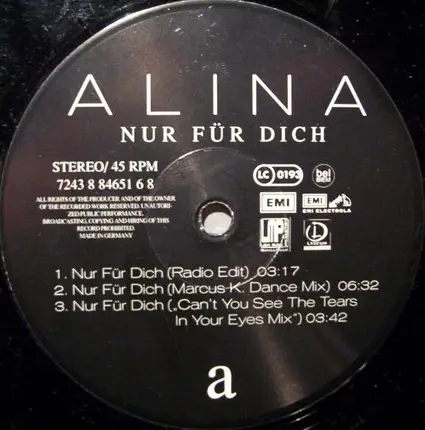 ALINA
NUR FÜR DICH
STEREO/ 45 RPM
7243 8 84651 6 8
ALL RIGHTS OF THE PRODUCER AND OF THE OWNER
OF THE RECORDED WORK RESERVED. UNAUTORI-
ZED PUBLIC PERFORMANCE.
BROADCASTING, COPYING AND HIRING OF THIS
RECORD PROHIBITED.
MADE IN GERMANY
LC 0193
EMI
EMI
EMI ELECTROLA
1. Nur Für Dich (Radio Edit) 03:17
2. Nur Für Dich (Marcus K. Dance Mix) 06:32
3. Nur Für Dich („Can't You See The Tears
In Your Eyes Mix") 03:42
a